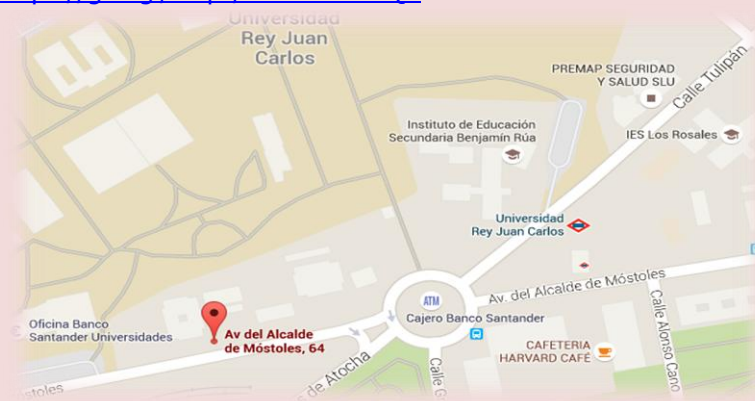 Universidad
Rey Juan
Carlos
PREMAP SEGURIDAD
Y SALUD SLU
Calle Tulipán
Instituto de Educación
Secundaria Benjamín Rúa
IES Los Rosales
Universidad
Rey Juan Carlos
Av. del Alcalde de Móstoles
ATM
Cajero Banco Santander
Oficina Banco
Santander Universidades
Av del Alcalde
de Móstoles, 64
CAFETERIA
HARVARD CAFÉ
Calle Alonso Cano
de Atocha
Calle G
stoles